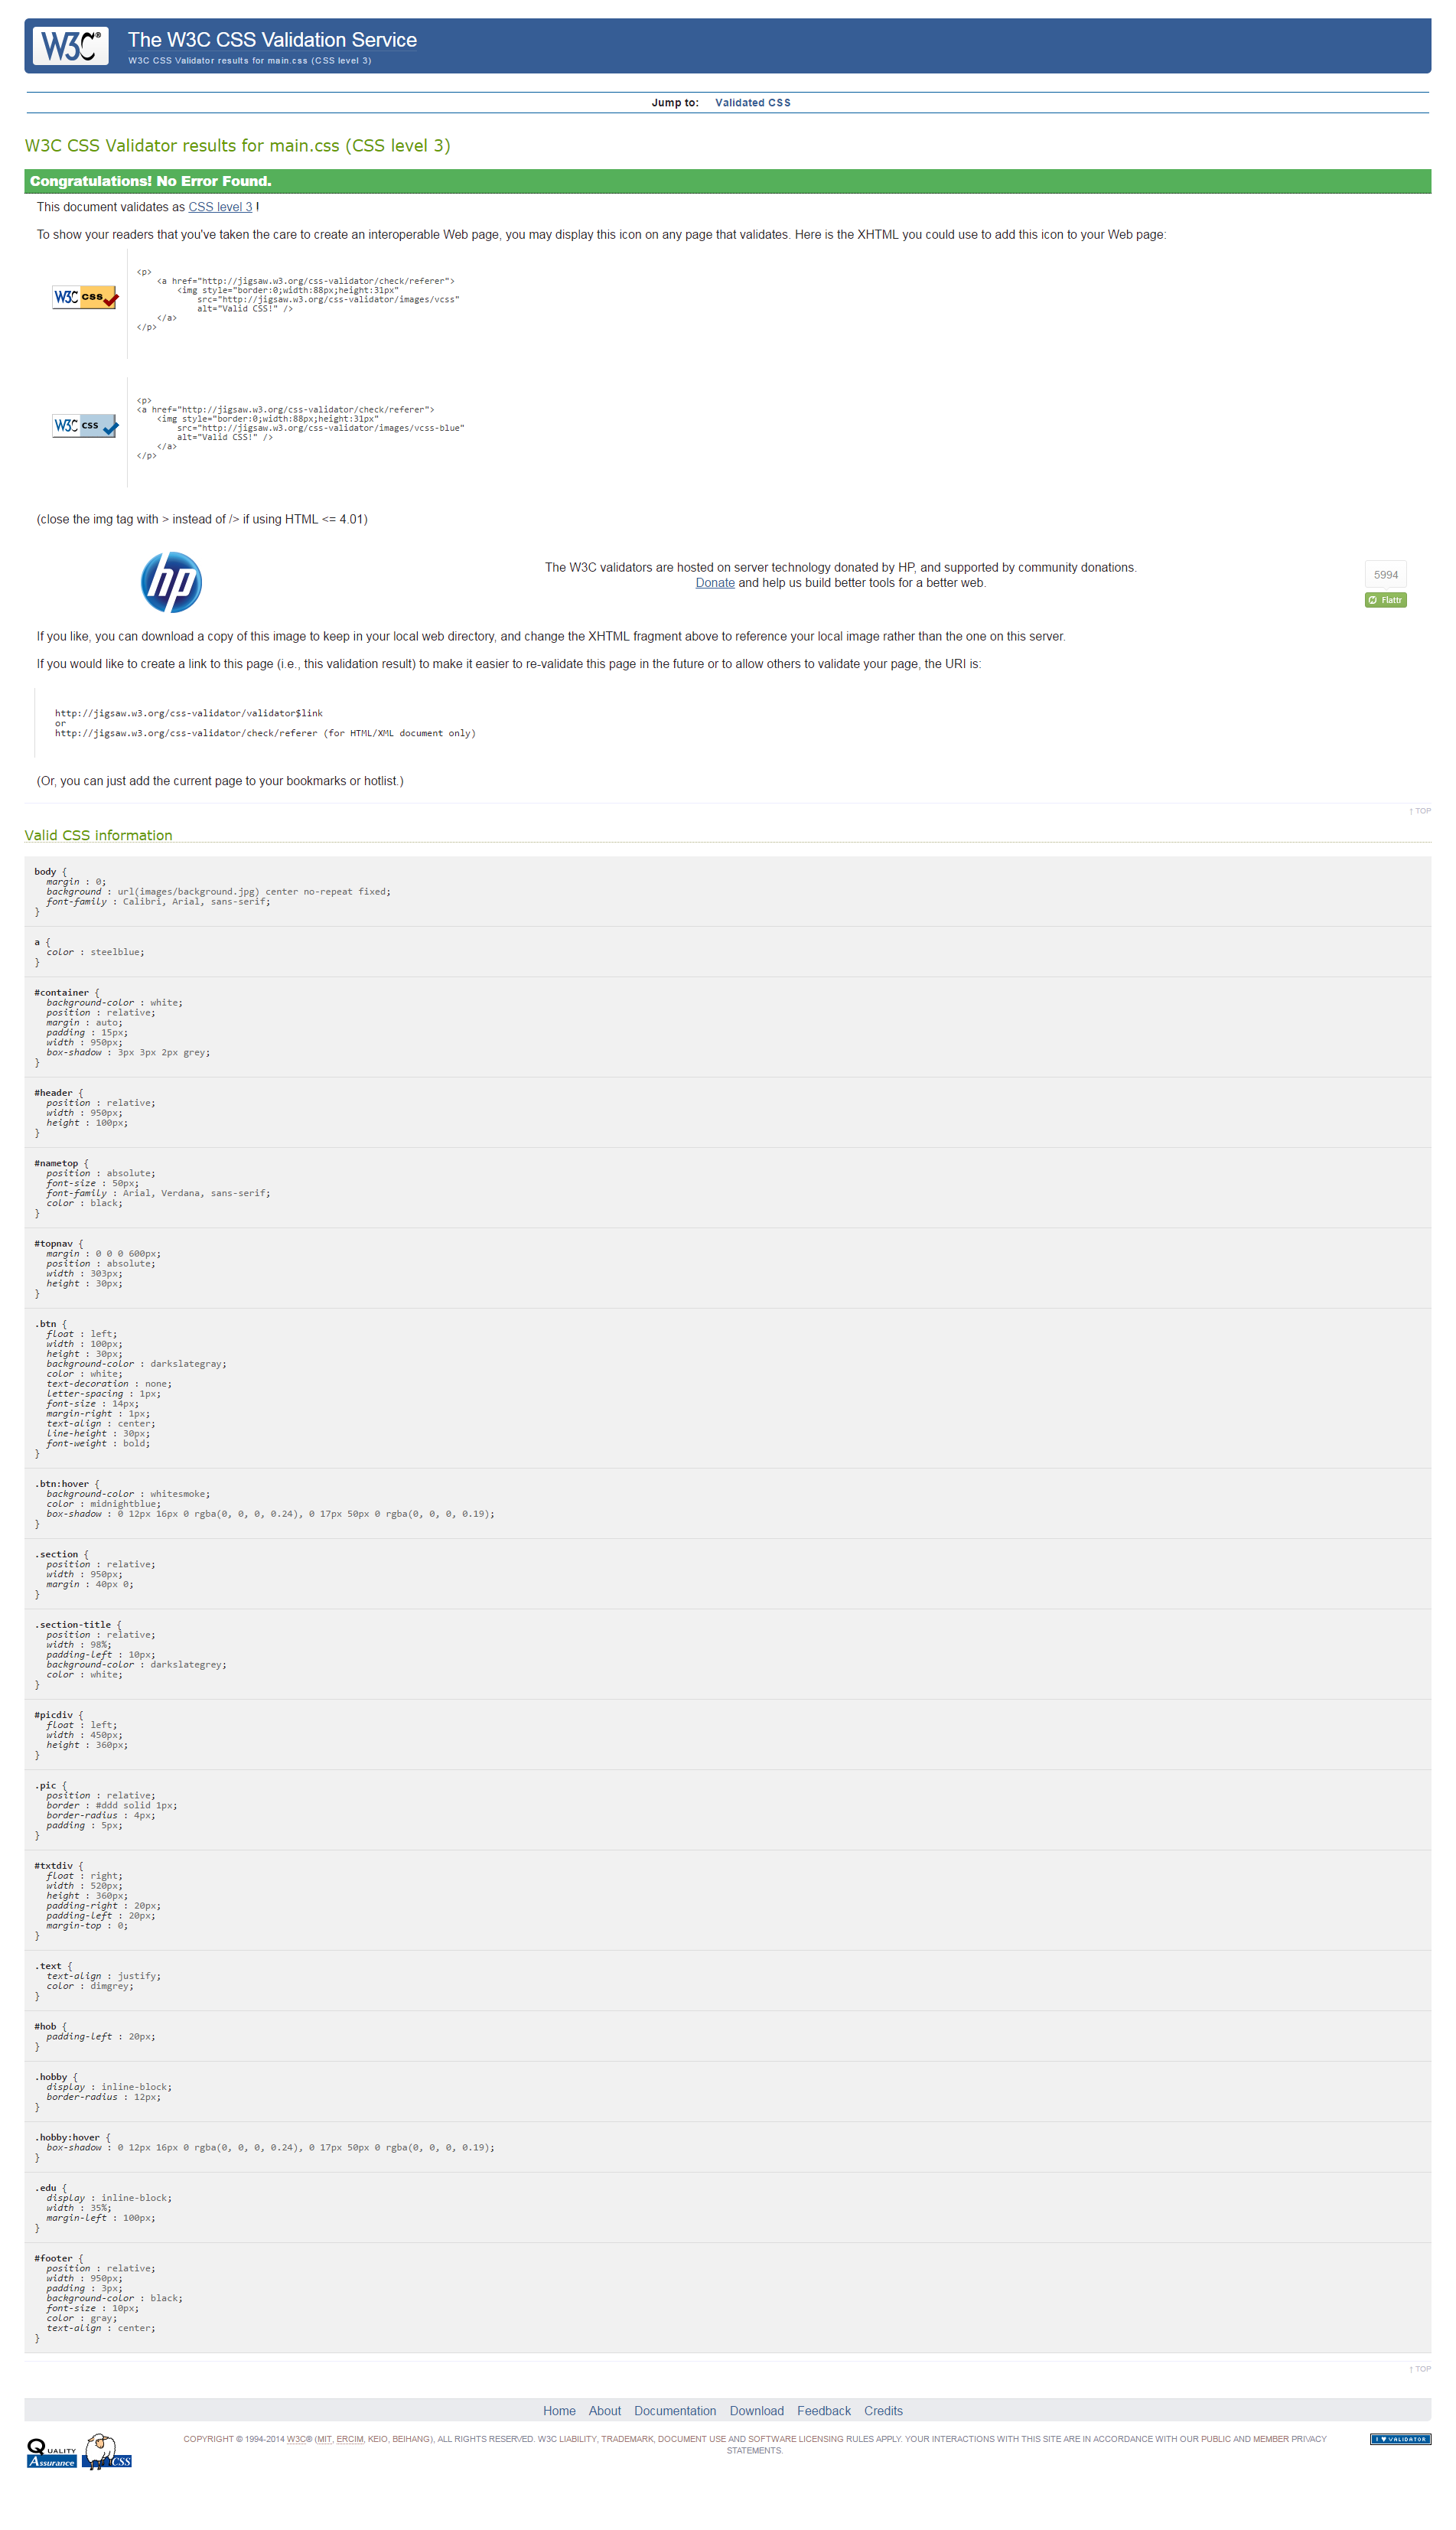 W3C®
The W3C CSS Validation Service
W3C CSS Validator results for main.css (CSS level 3)
Jump to: Validated CSS
W3C CSS Validator results for main.css (CSS level 3)
Congratulations! No Error Found.
This document validates as CSS level 3 !
To show your readers that you've taken the care to create an interoperable Web page, you may display this icon on any page that validates. Here is the XHTML you could use to add this icon to your Web page:
W3C css
<p>
    <a href="http://jigsaw.w3.org/css-validator/check/referer">
        <img style="border:0;width:88px;height:31px"
            src="http://jigsaw.w3.org/css-validator/images/vcss"
            alt="Valid CSS!" />
    </a>
</p>
W3C css
<p>
<a href="http://jigsaw.w3.org/css-validator/check/referer">
    <img style="border:0;width:88px;height:31px"
        src="http://jigsaw.w3.org/css-validator/images/vcss-blue"
        alt="Valid CSS!" />
    </a>
</p>
(close the img tag with > instead of /> if using HTML <= 4.01)
hp
The W3C validators are hosted on server technology donated by HP, and supported by community donations.
Donate and help us build better tools for a better web.
5994
Flattr
If you like, you can download a copy of this image to keep in your local web directory, and change the XHTML fragment above to reference your local image rather than the one on this server.
If you would like to create a link to this page (i.e., this validation result) to make it easier to re-validate this page in the future or to allow others to validate your page, the URI is:
http://jigsaw.w3.org/css-validator/validator$link
or
http://jigsaw.w3.org/css-validator/check/referer (for HTML/XML document only)
(Or, you can just add the current page to your bookmarks or hotlist.)
↑ TOP
Valid CSS information
body {
  margin : 0;
  background : url(images/background.jpg) center no-repeat fixed;
  font-family : Calibri, Arial, sans-serif;
}
a {
  color : steelblue;
}
#container {
  background-color : white;
  position : relative;
  margin : auto;
  padding : 15px;
  width : 950px;
  box-shadow : 3px 3px 2px grey;
}
#header {
  position : relative;
  width : 950px;
  height : 100px;
}
#nametop {
  position : absolute;
  font-size : 50px;
  font-family : Arial, Verdana, sans-serif;
  color : black;
}
#topnav {
  margin : 0 0 0 600px;
  position : absolute;
  width : 303px;
  height : 30px;
}
.btn {
  float : left;
  width : 100px;
  height : 30px;
  background-color : darkslategray;
  color : white;
  text-decoration : none;
  letter-spacing : 1px;
  font-size : 14px;
  margin-right : 1px;
  text-align : center;
  line-height : 30px;
  font-weight : bold;
}
.btn:hover {
  background-color : whitesmoke;
  color : midnightblue;
  box-shadow : 0 12px 16px 0 rgba(0, 0, 0, 0.24), 0 17px 50px 0 rgba(0, 0, 0, 0.19);
}
.section {
  position : relative;
  width : 950px;
  margin : 40px 0;
}
.section-title {
  position : relative;
  width : 98%;
  padding-left : 10px;
  background-color : darkslategrey;
  color : white;
}
#picdiv {
  float : left;
  width : 450px;
  height : 360px;
}
.pic {
  position : relative;
  border : #ddd solid 1px;
  border-radius : 4px;
  padding : 5px;
}
#txtdiv {
  float : right;
  width : 520px;
  height : 360px;
  padding-right : 20px;
  padding-left : 20px;
  margin-top : 0;
}
.text {
  text-align : justify;
  color : dimgrey;
}
#hob {
  padding-left : 20px;
}
.hobby {
  display : inline-block;
  border-radius : 12px;
}
.hobby:hover {
  box-shadow : 0 12px 16px 0 rgba(0, 0, 0, 0.24), 0 17px 50px 0 rgba(0, 0, 0, 0.19);
}
.edu {
  display : inline-block;
  width : 35%;
  margin-left : 100px;
}
#footer {
  position : relative;
  width : 950px;
  padding : 3px;
  background-color : black;
  font-size : 10px;
  color : gray;
  text-align : center;
}
↑ TOP
Home About Documentation Download Feedback Credits
Quality Assurance
CSS
COPYRIGHT © 1994-2014 W3C® (MIT, ERCIM, KEIO, BEIHANG), ALL RIGHTS RESERVED. W3C LIABILITY, TRADEMARK, DOCUMENT USE AND SOFTWARE LICENSING RULES APPLY. YOUR INTERACTIONS WITH THIS SITE ARE IN ACCORDANCE WITH OUR PUBLIC AND MEMBER PRIVACY
STATEMENTS.
I ♥ VALIDATOR